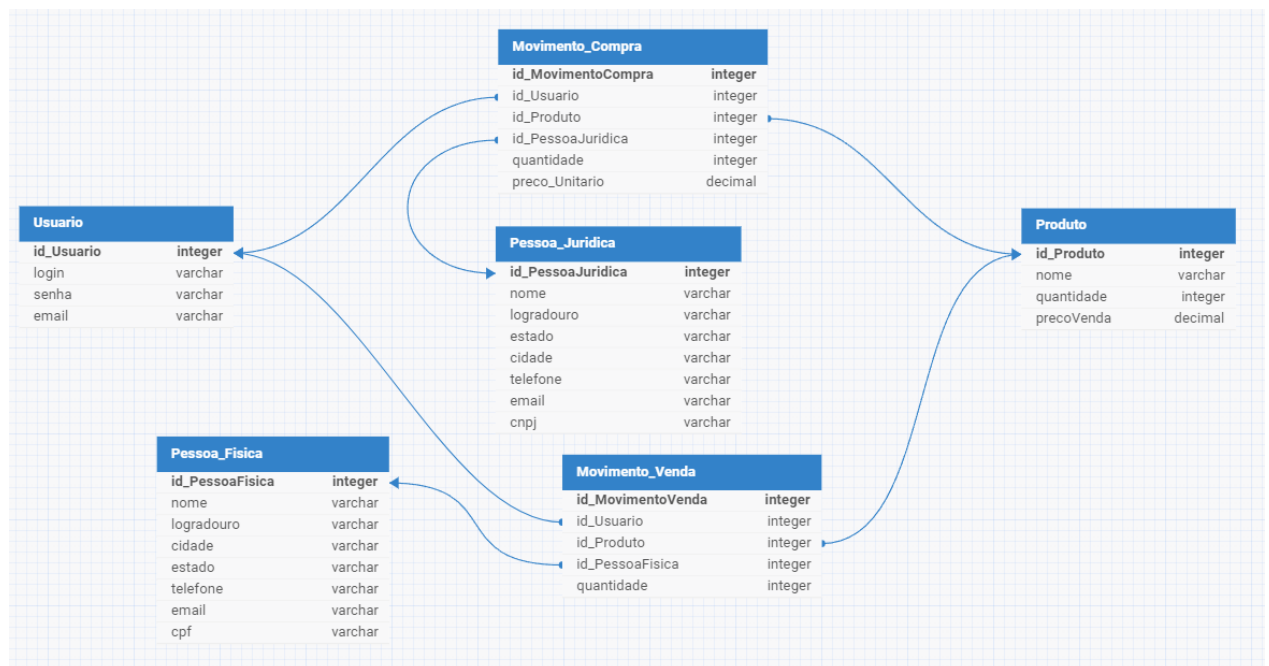 Movimento_Compra
id_MovimentoCompra integer
id_Usuario integer
id_Produto integer
id_PessoaJuridica integer
quantidade integer
preco_Unitario decimal
Usuario
id_Usuario integer
login varchar
senha varchar
email varchar
Pessoa_Juridica
id_PessoaJuridica integer
nome varchar
logradouro varchar
estado varchar
cidade varchar
telefone varchar
email varchar
cnpj varchar
Produto
id_Produto integer
nome varchar
quantidade integer
precoVenda decimal
Pessoa_Fisica
id_PessoaFisica integer
nome varchar
logradouro varchar
cidade varchar
estado varchar
telefone varchar
email varchar
cpf varchar
Movimento_Venda
id_MovimentoVenda integer
id_Usuario integer
id_Produto integer
id_PessoaFisica integer
quantidade integer